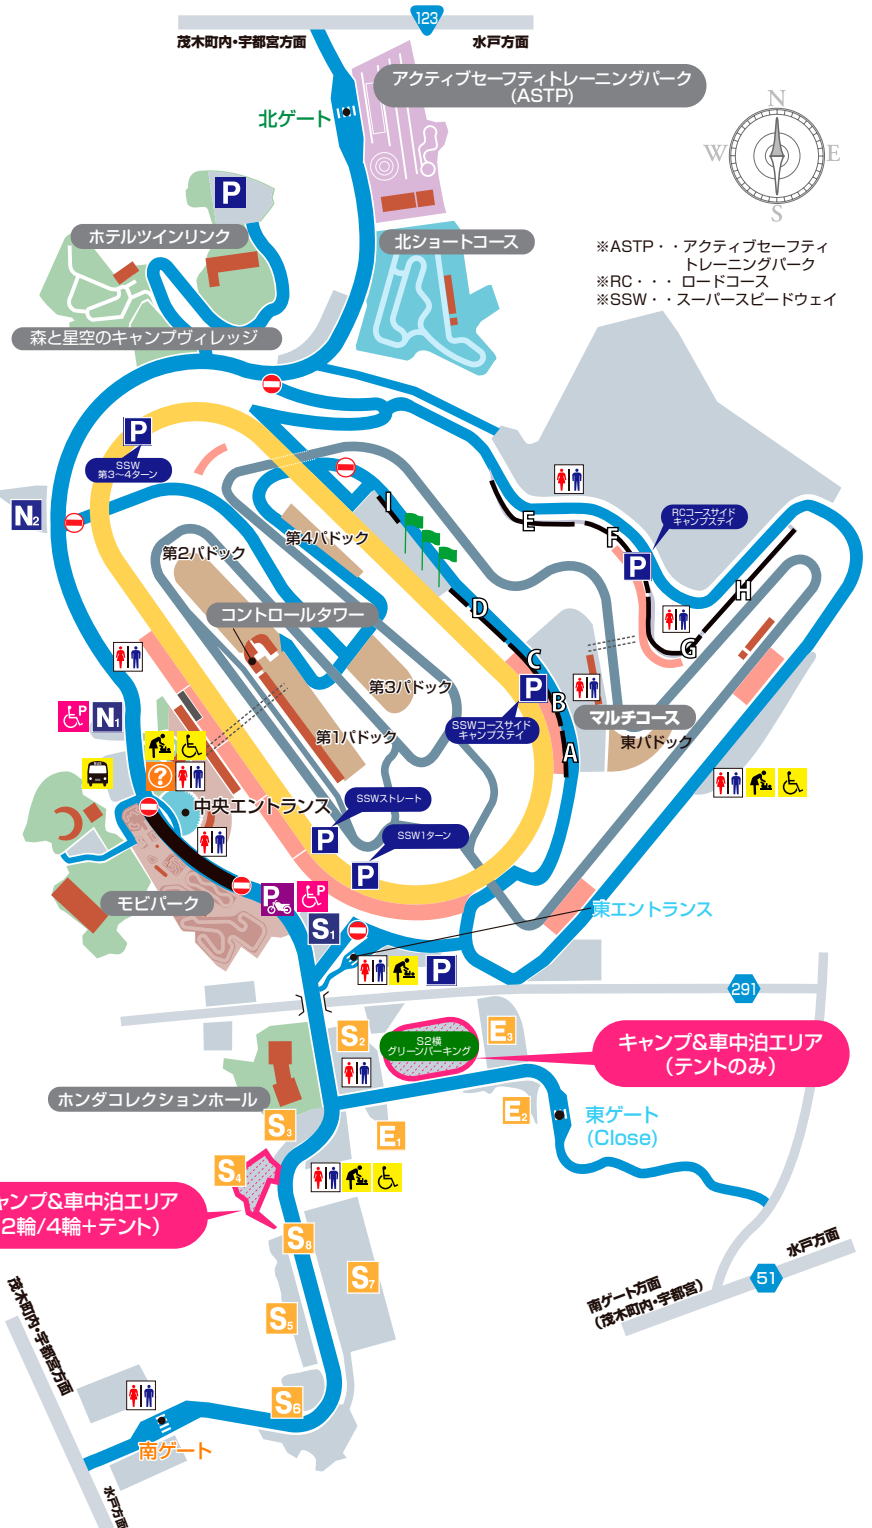 123
茂木町内・宇都宮方面
水戸方面
アクティブセーフティトレーニングパーク
(ASTP)
北ゲート
N
W
E
S
P
ホテルツインリンク
北ショートコース
※ASTP・・アクティブセーフティ
トレーニングパーク
※RC・・・ ロードコース
※SSW・・スーパースピードウェイ
森と星空のキャンプヴィレッジ
P
SSW
第3〜4ターン
N2
I
E
F
RCコースサイド
キャンプステイ
P
第4パドック
第2パドック
H
D
コントロールタワー
G
C
第3パドック
P
B
SSWコースサイド
キャンプステイ
マルチコース
P
N1
第1パドック
東パドック
A
?
中央エントランス
SSWストレート
P
SSW1ターン
P
モビパーク
P
P
S1
東エントランス
P
291
S2
S2横
グリーンパーキング
E3
キャンプ&車中泊エリア
(テントのみ)
ホンダコレクションホール
S3
E1
E2
東ゲート
(Close)
S4
ャンプ&車中泊エリア
2輪/4輪+テント)
S8
S7
水戸方面
51
南ゲート方面
(茂木町内・宇都宮)
茂木町内・宇都宮方面
S5
S6
南ゲート
水戸方面